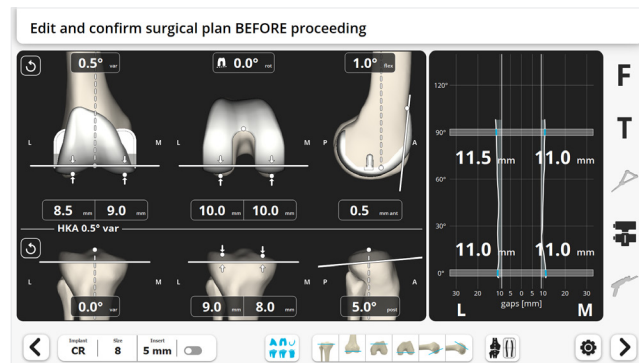 Edit and confirm surgical plan BEFORE proceeding
0.5° var
0.0° rot
1.0° flex
L M L M P A
8.5 mm 9.0 mm
10.0 mm 10.0 mm
0.5 mm ant
HKA 0.5° var
L M L M P A
0.0° var
9.0 mm 8.0 mm
5.0° post
120°
90°
11.5 mm 11.0 mm
60°
30°
11.0 mm 11.0 mm
0°
30 20 10 5 0 5 10 20 30
L gaps [mm] M
F
T
Implant Size Insert
CR 8 5 mm